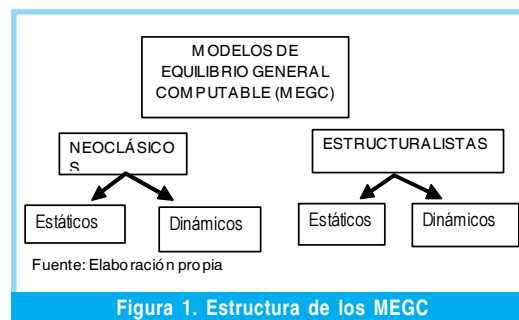 MODELOS DE
EQUILIBRIO GENERAL
COMPUTABLE (MEGC)
NEOCLÁSICO
S
ESTRUCTURALISTAS
Estáticos
Dinámicos
Estáticos
Dinámicos
Fuente: Elaboración propia
Figura 1. Estructura de los MEGC